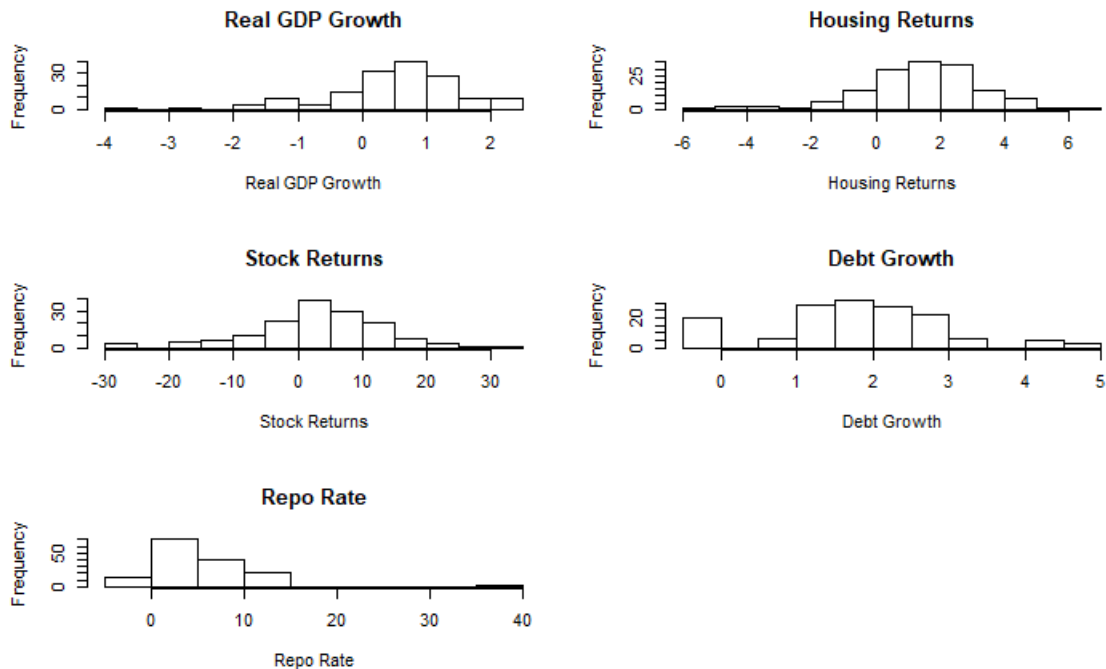 Real GDP Growth
Frequency
0 30
-4 -3 -2 -1 0 1 2
Real GDP Growth
Housing Returns
Frequency
0 25
-6 -4 -2 0 2 4 6
Housing Returns
Stock Returns
Frequency
0 30
-30 -20 -10 0 10 20 30
Stock Returns
Debt Growth
Frequency
0 20
0 1 2 3 4 5
Debt Growth
Repo Rate
Frequency
0 50
0 10 20 30 40
Repo Rate